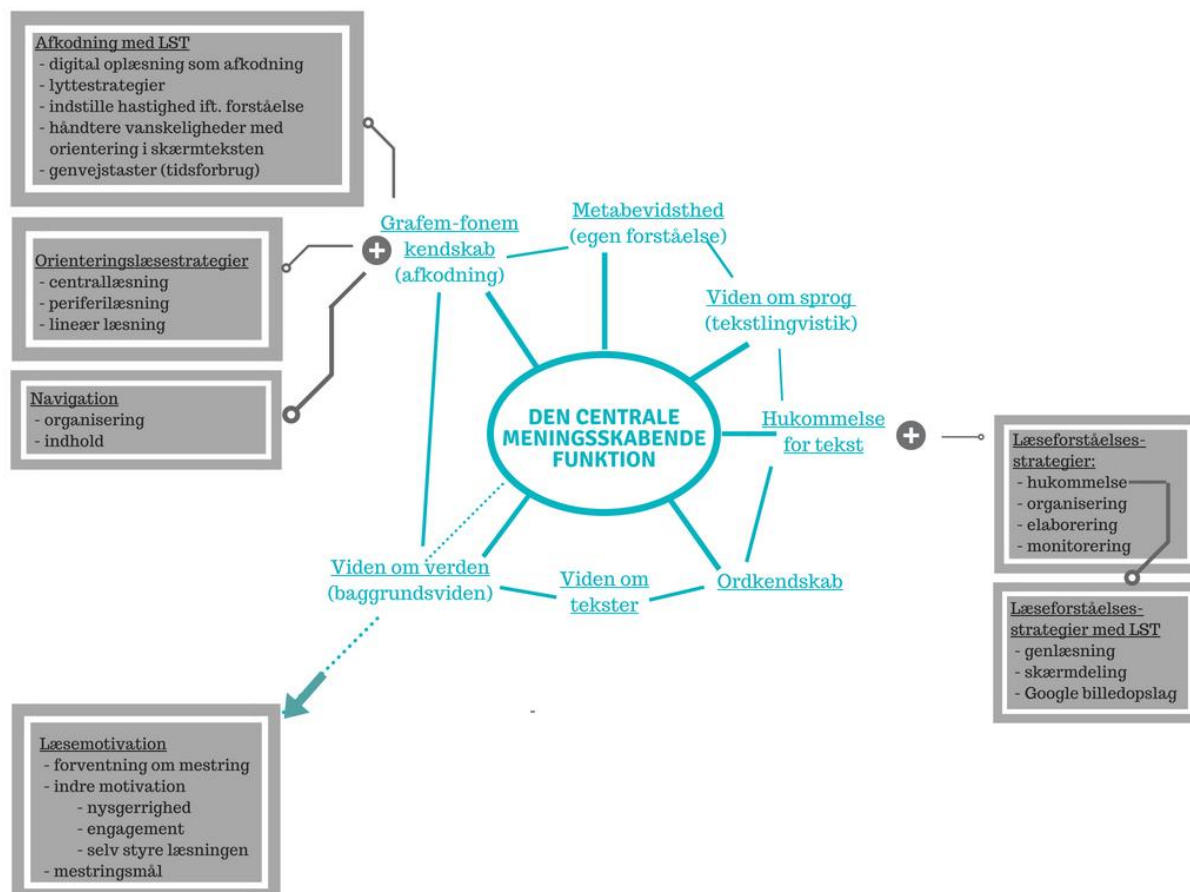 Afkodning med LST
- digital oplæsning som afkodning
- lyttestrategier
- indstille hastighed ift. forståelse
- håndtere vanskeligheder med
orientering i skærmteksten
- genvejstaster (tidsforbrug)
Orienteringslæsestrategier
- centrallæsning
- periferilæsning
- lineær læsning
Navigation
- organisering
- indhold
Grafem-fonem
kendskab
(afkodning)
Metabevidsthed
(egen forståelse)
Viden om sprog
(tekstlingvistik)
DEN CENTRALE
MENINGSSKABENDE
FUNKTION
Hukommelse
for tekst
Ordkendskab
Viden om
tekster
Viden om verden
(baggrundsviden)
Læseforståelses-
strategier:
- hukommelse
- organisering
- elaborering
- monitorering
Læseforståelses-
strategier med LST
- genlæsning
- skærmdeling
- Google billedopslag
Læsemotivation
- forventning om mestring
- indre motivation
- nysgerrighed
- engagement
- selv styre læsningen
- mestringsmål
-